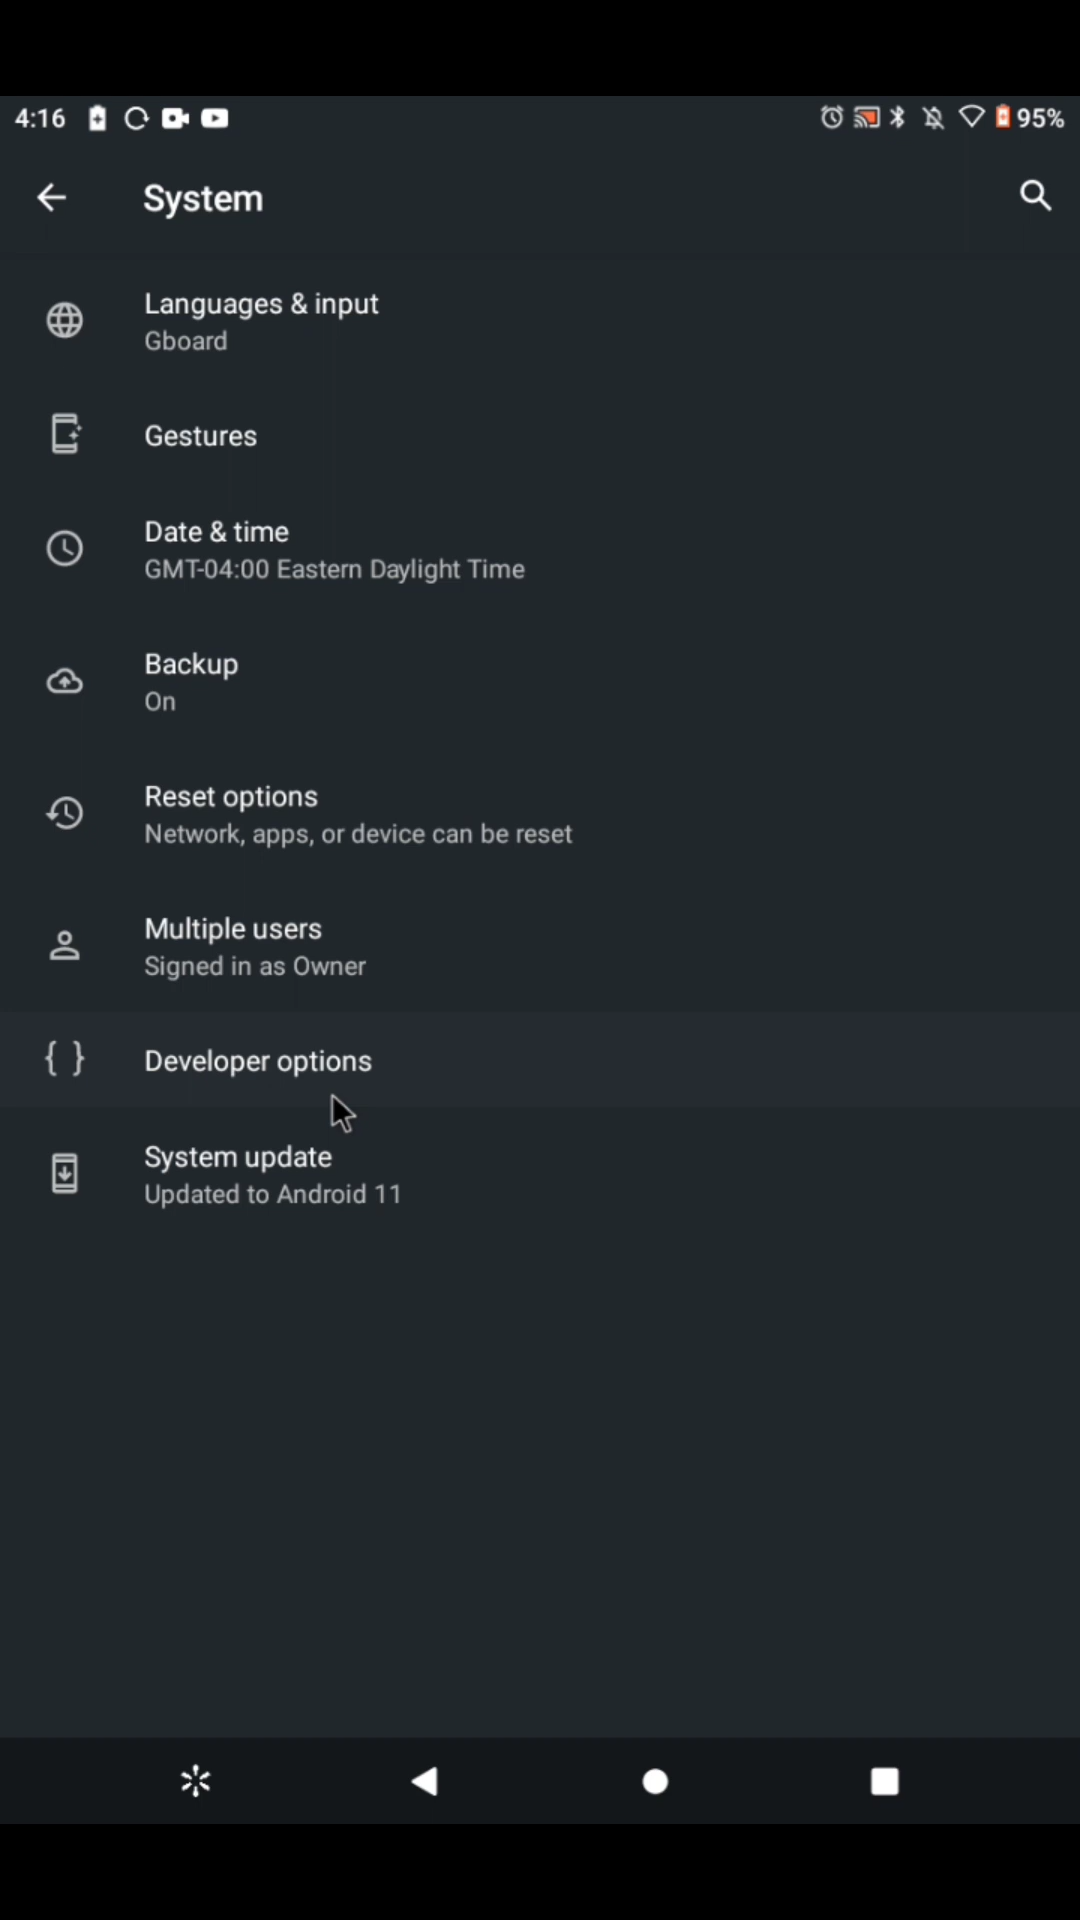 4:16 95%
System
Languages & input
Gboard
Gestures
Date & time
GMT-04:00 Eastern Daylight Time
Backup
On
Reset options
Network, apps, or device can be reset
Multiple users
Signed in as Owner
{ } Developer options
System update
Updated to Android 11